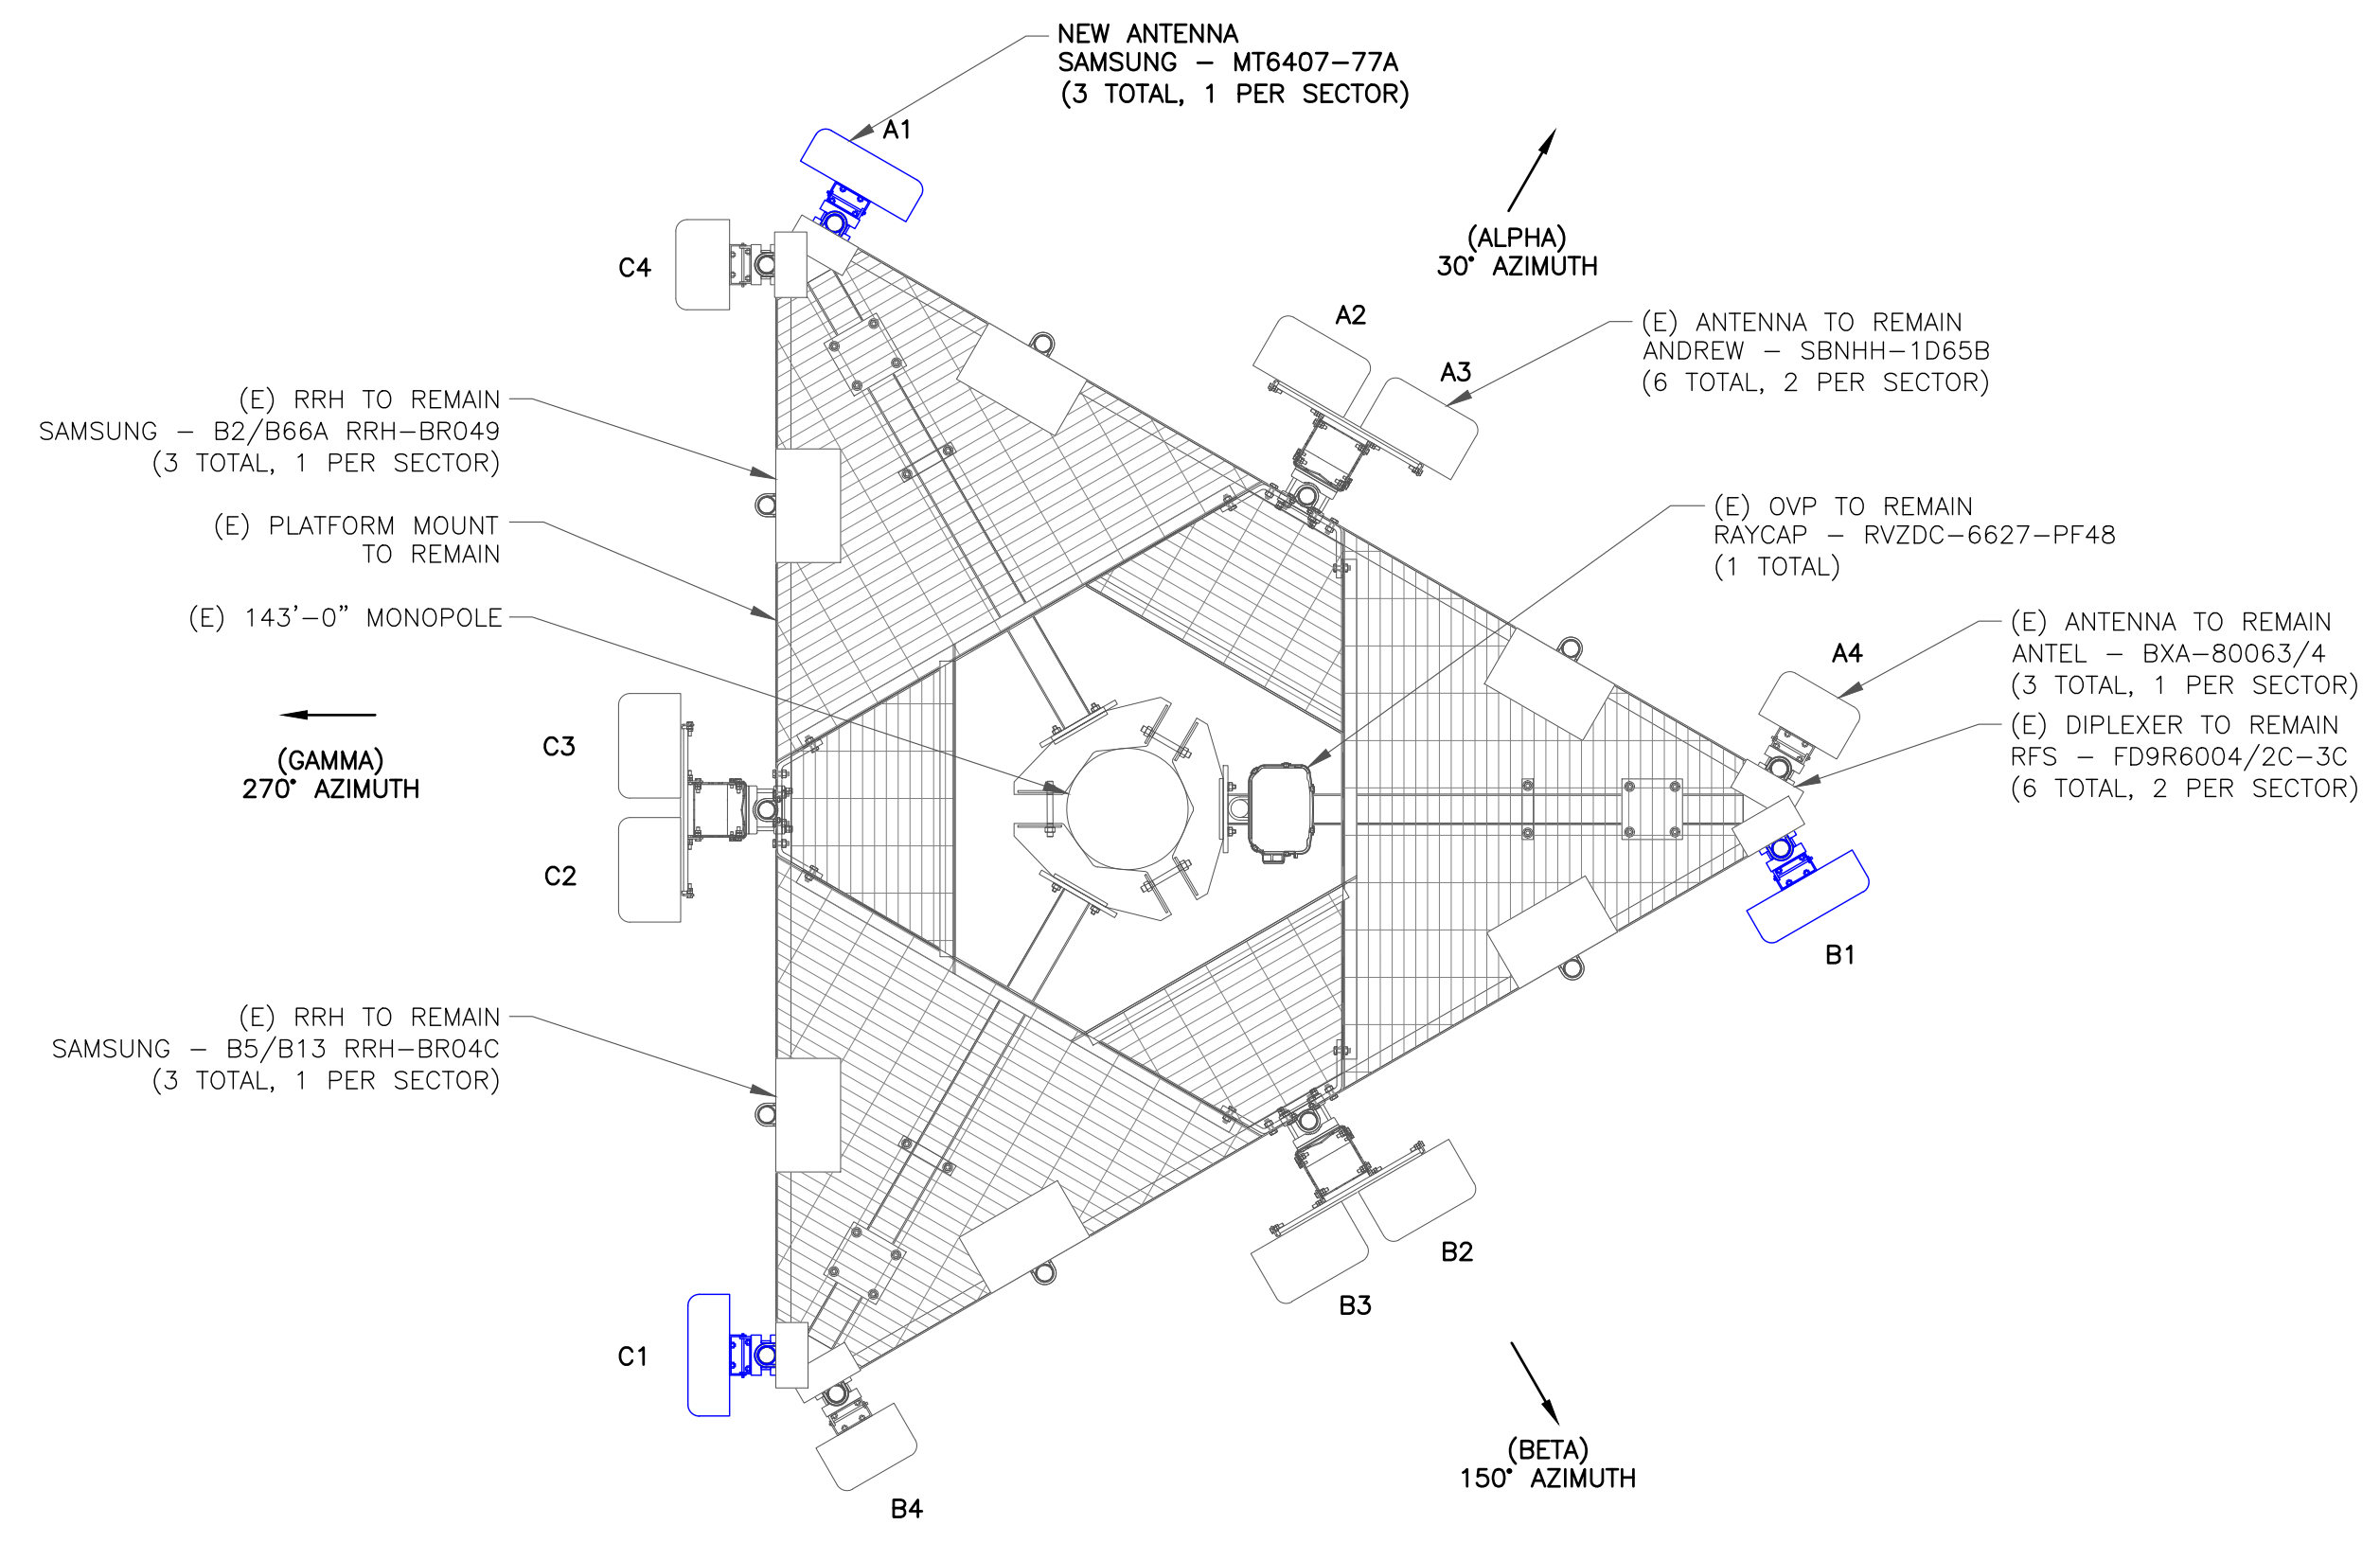 NEW ANTENNA
SAMSUNG - MT6407-77A
(3 TOTAL, 1 PER SECTOR)
A1
C4
(ALPHA)
30° AZIMUTH
A2
A3
(E) ANTENNA TO REMAIN
ANDREW - SBNHH-1D65B
(6 TOTAL, 2 PER SECTOR)
(E) RRH TO REMAIN
SAMSUNG - B2/B66A RRH-BR049
(3 TOTAL, 1 PER SECTOR)
(E) PLATFORM MOUNT
TO REMAIN
(E) OVP TO REMAIN
RAYCAP - RVZDC-6627-PF48
(1 TOTAL)
(E) 143'-0" MONOPOLE
A4
(E) ANTENNA TO REMAIN
ANTEL - BXA-80063/4
(3 TOTAL, 1 PER SECTOR)
(E) DIPLEXER TO REMAIN
RFS - FD9R6004/2C-3C
(6 TOTAL, 2 PER SECTOR)
C3
(GAMMA)
270° AZIMUTH
C2
B1
(E) RRH TO REMAIN
SAMSUNG - B5/B13 RRH-BR04C
(3 TOTAL, 1 PER SECTOR)
B2
B3
C1
(BETA)
150° AZIMUTH
B4